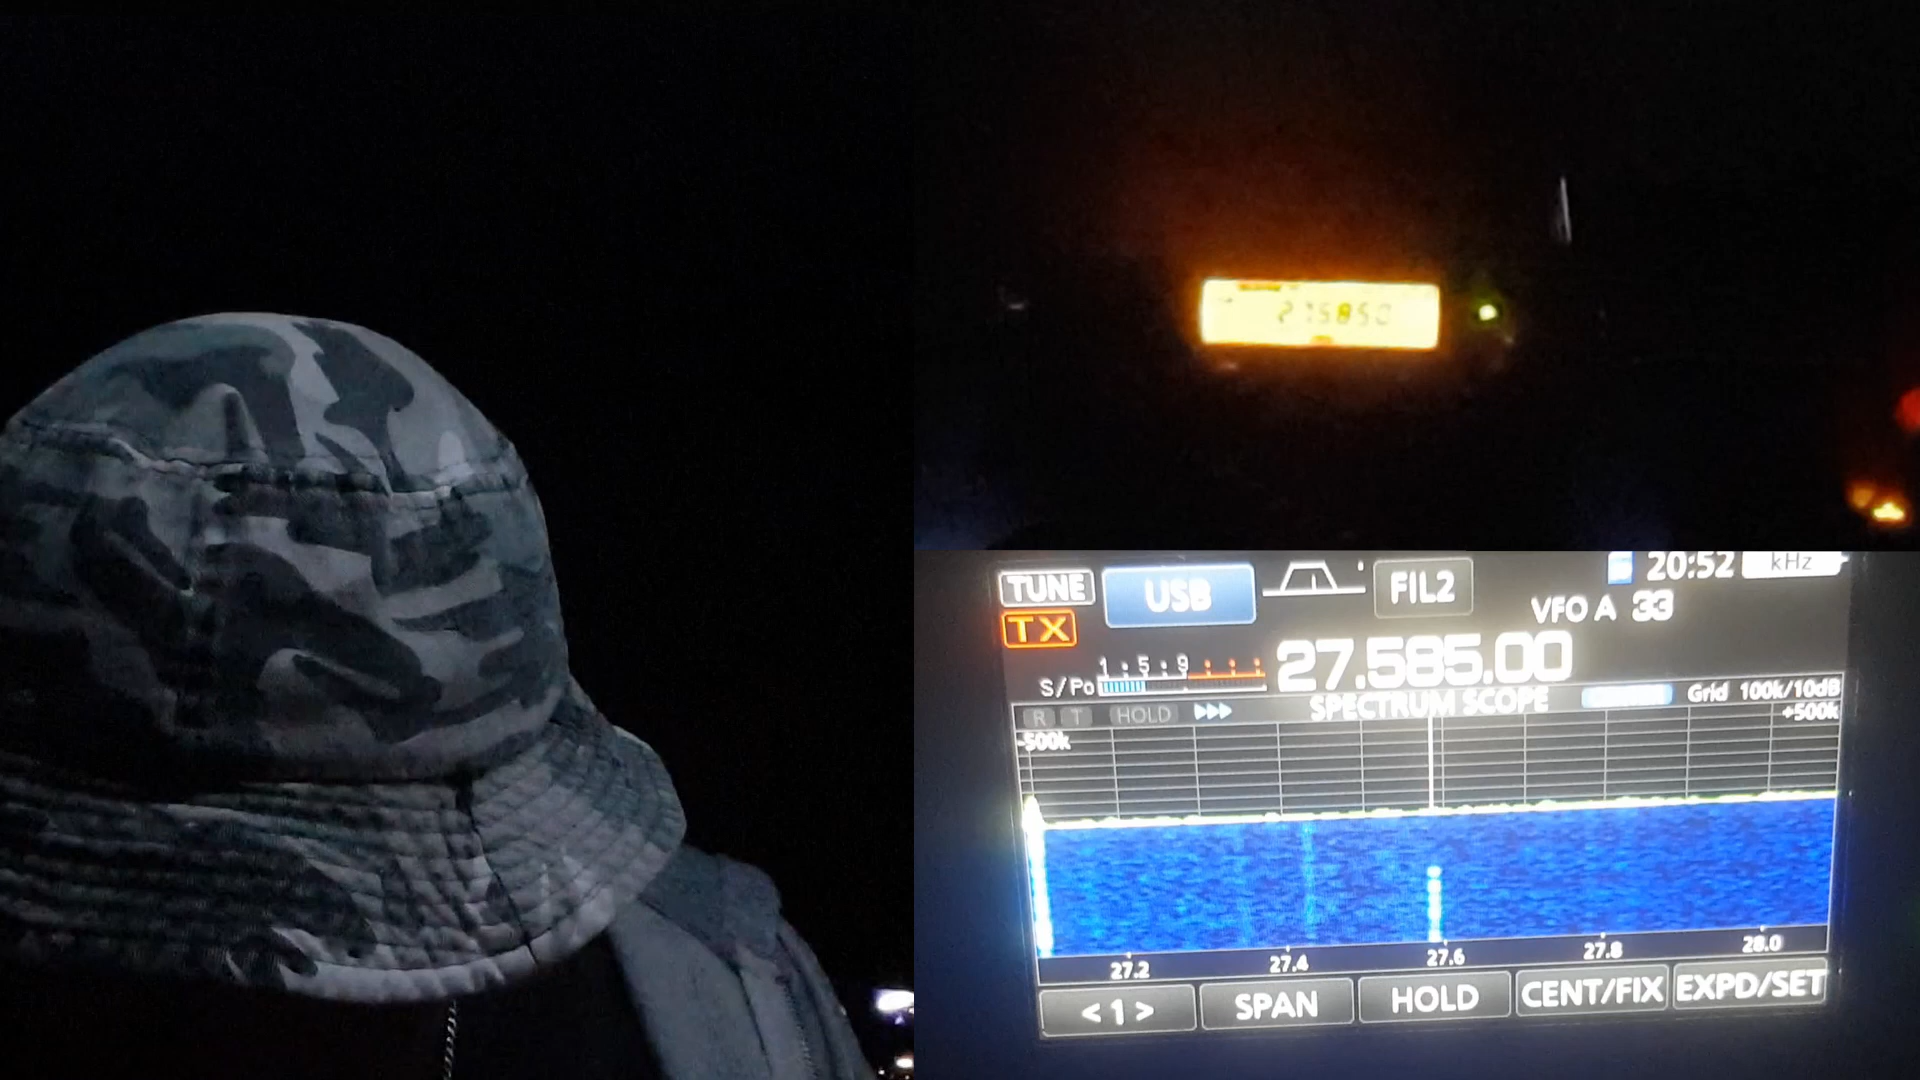 275850
TUNE USB FIL2 20:52 kHz
TX VFO A 33
1 : 5 : 9 27.585.00
S/Po
SPECTRUM SCOPE Grid 100k/10dB
R T HOLD +500k
-500k
27.2 27.4 27.6 27.8 28.0
<1> SPAN HOLD CENT/FIX EXPD/SET